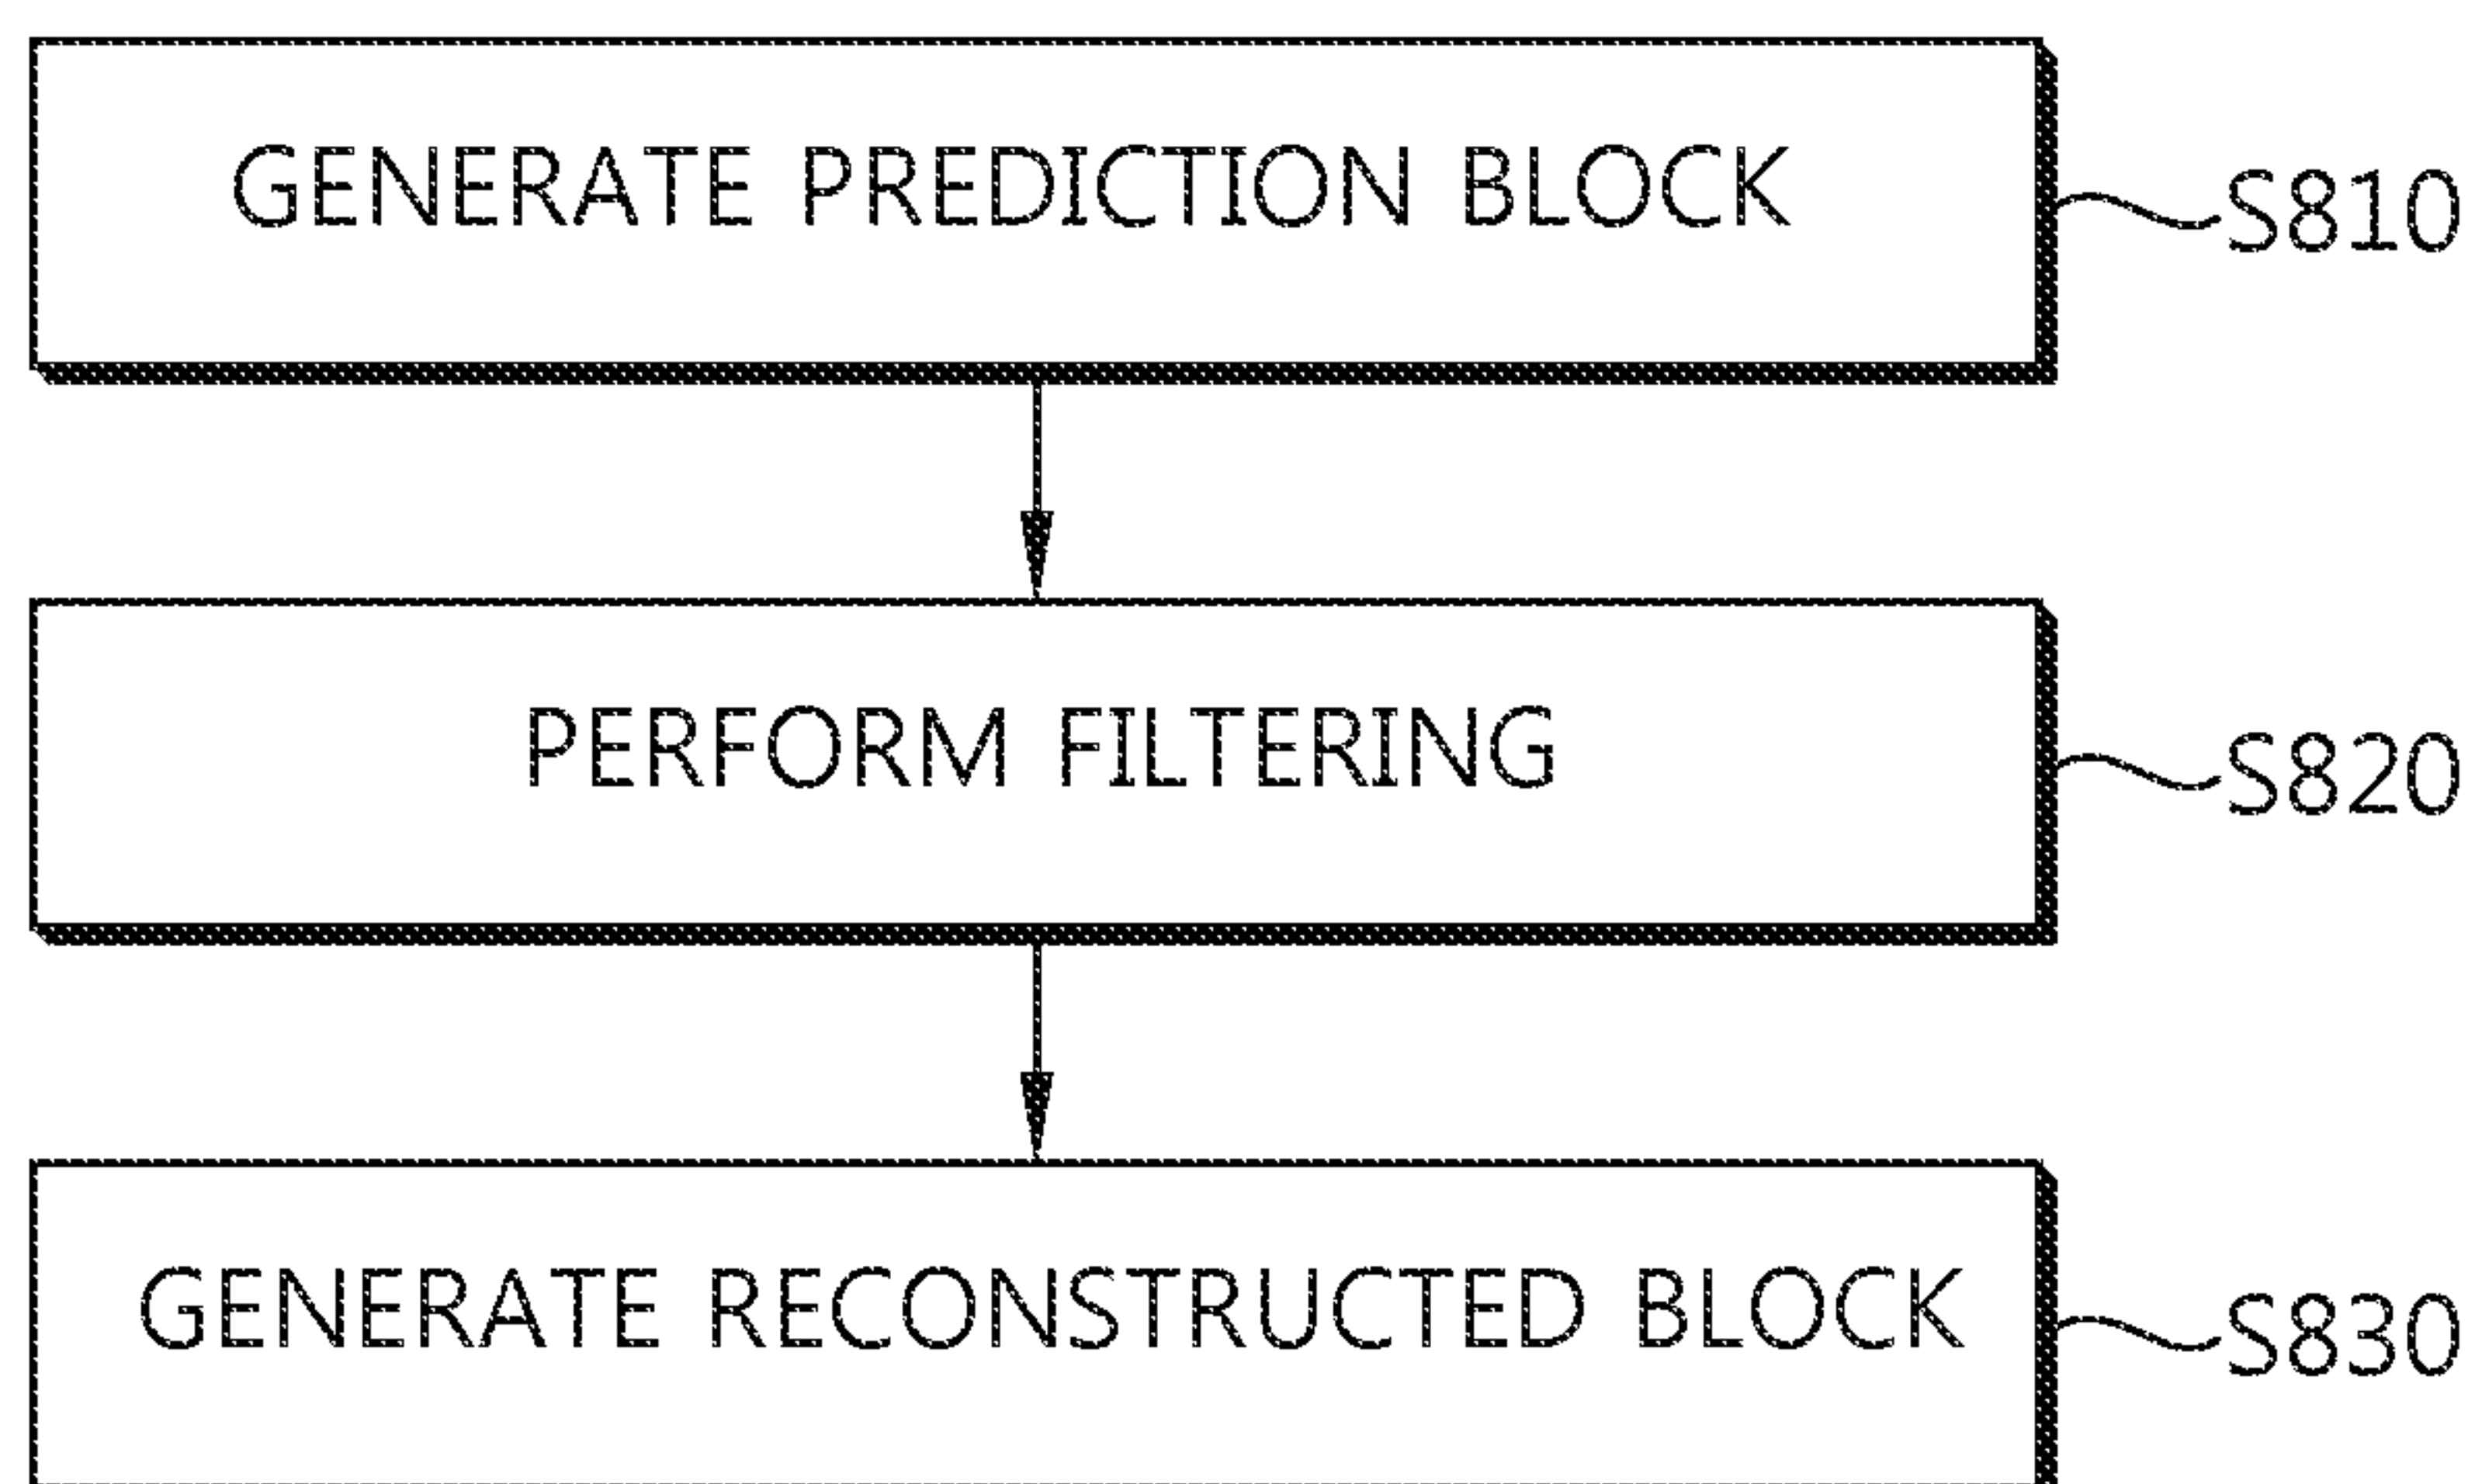 GENERATE PREDICTION BLOCK
S810
PERFORM FILTERING
S820
GENERATE RECONSTRUCTED BLOCK
S830